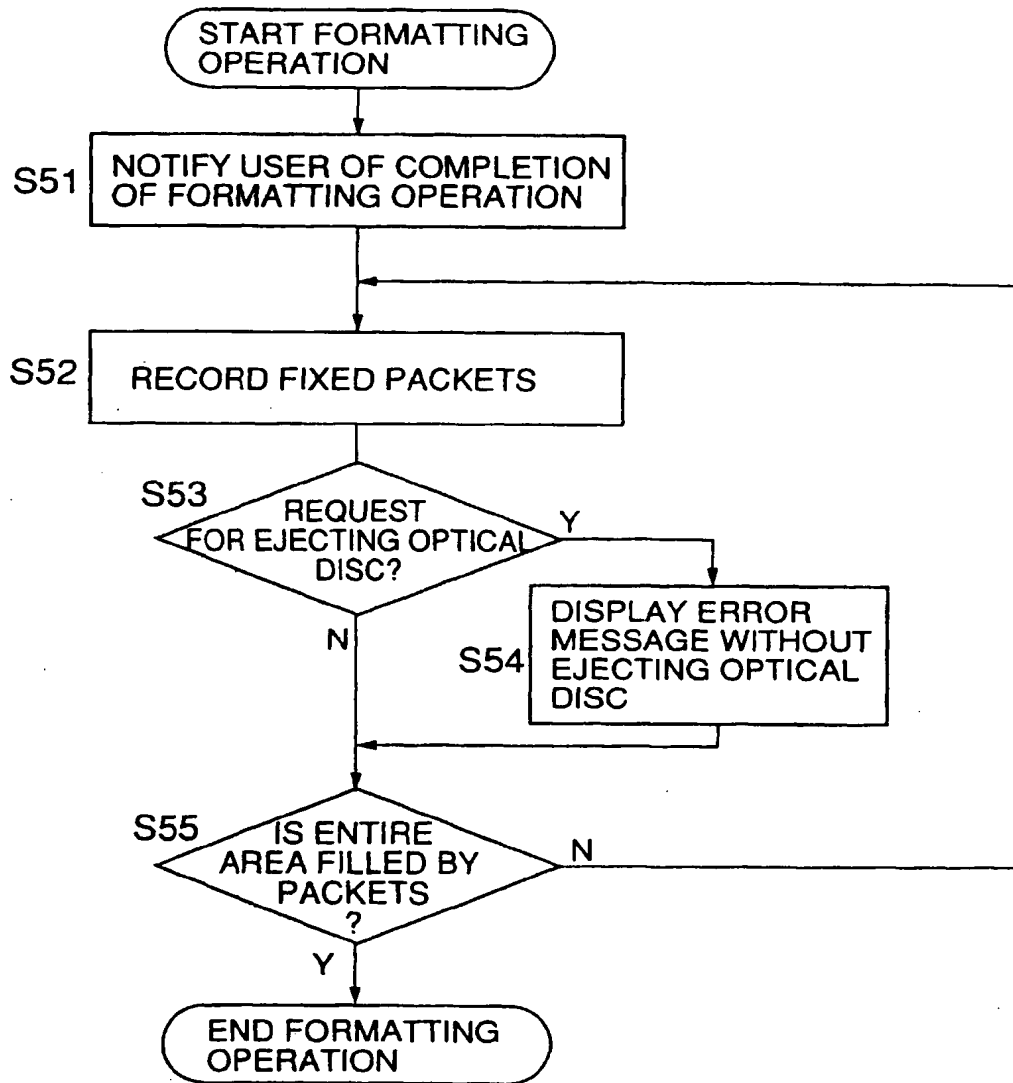 START FORMATTING
OPERATION
S51
NOTIFY USER OF COMPLETION
OF FORMATTING OPERATION
S52
RECORD FIXED PACKETS
S53
REQUEST
FOR EJECTING OPTICAL
DISC?
Y
N
S54
DISPLAY ERROR
MESSAGE WITHOUT
EJECTING OPTICAL
DISC
S55
IS ENTIRE
AREA FILLED BY
PACKETS
?
N
Y
END FORMATTING
OPERATION